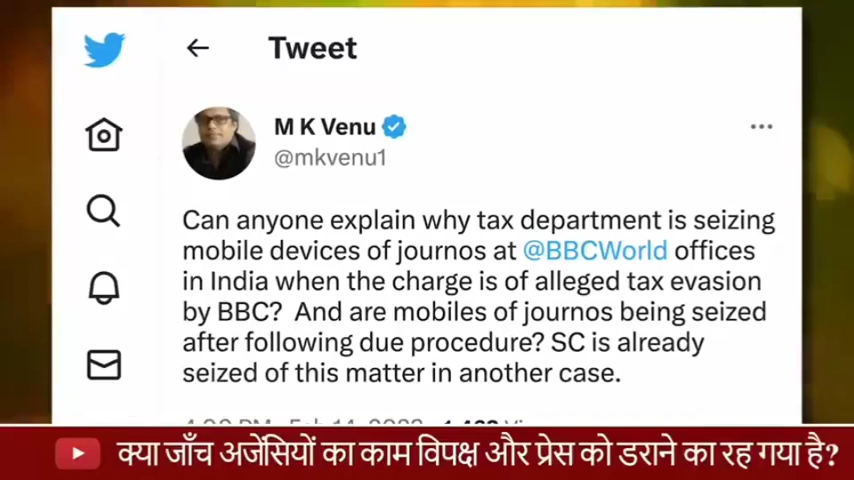 Tweet
M K Venu
@mkvenu1
Can anyone explain why tax department is seizing
mobile devices of journos at @BBCWorld offices
in India when the charge is of alleged tax evasion
by BBC? And are mobiles of journos being seized
after following due procedure? SC is already
seized of this matter in another case.
क्या जाँच अजेंसियों का काम विपक्ष और प्रेस को डराने का रह गया है?